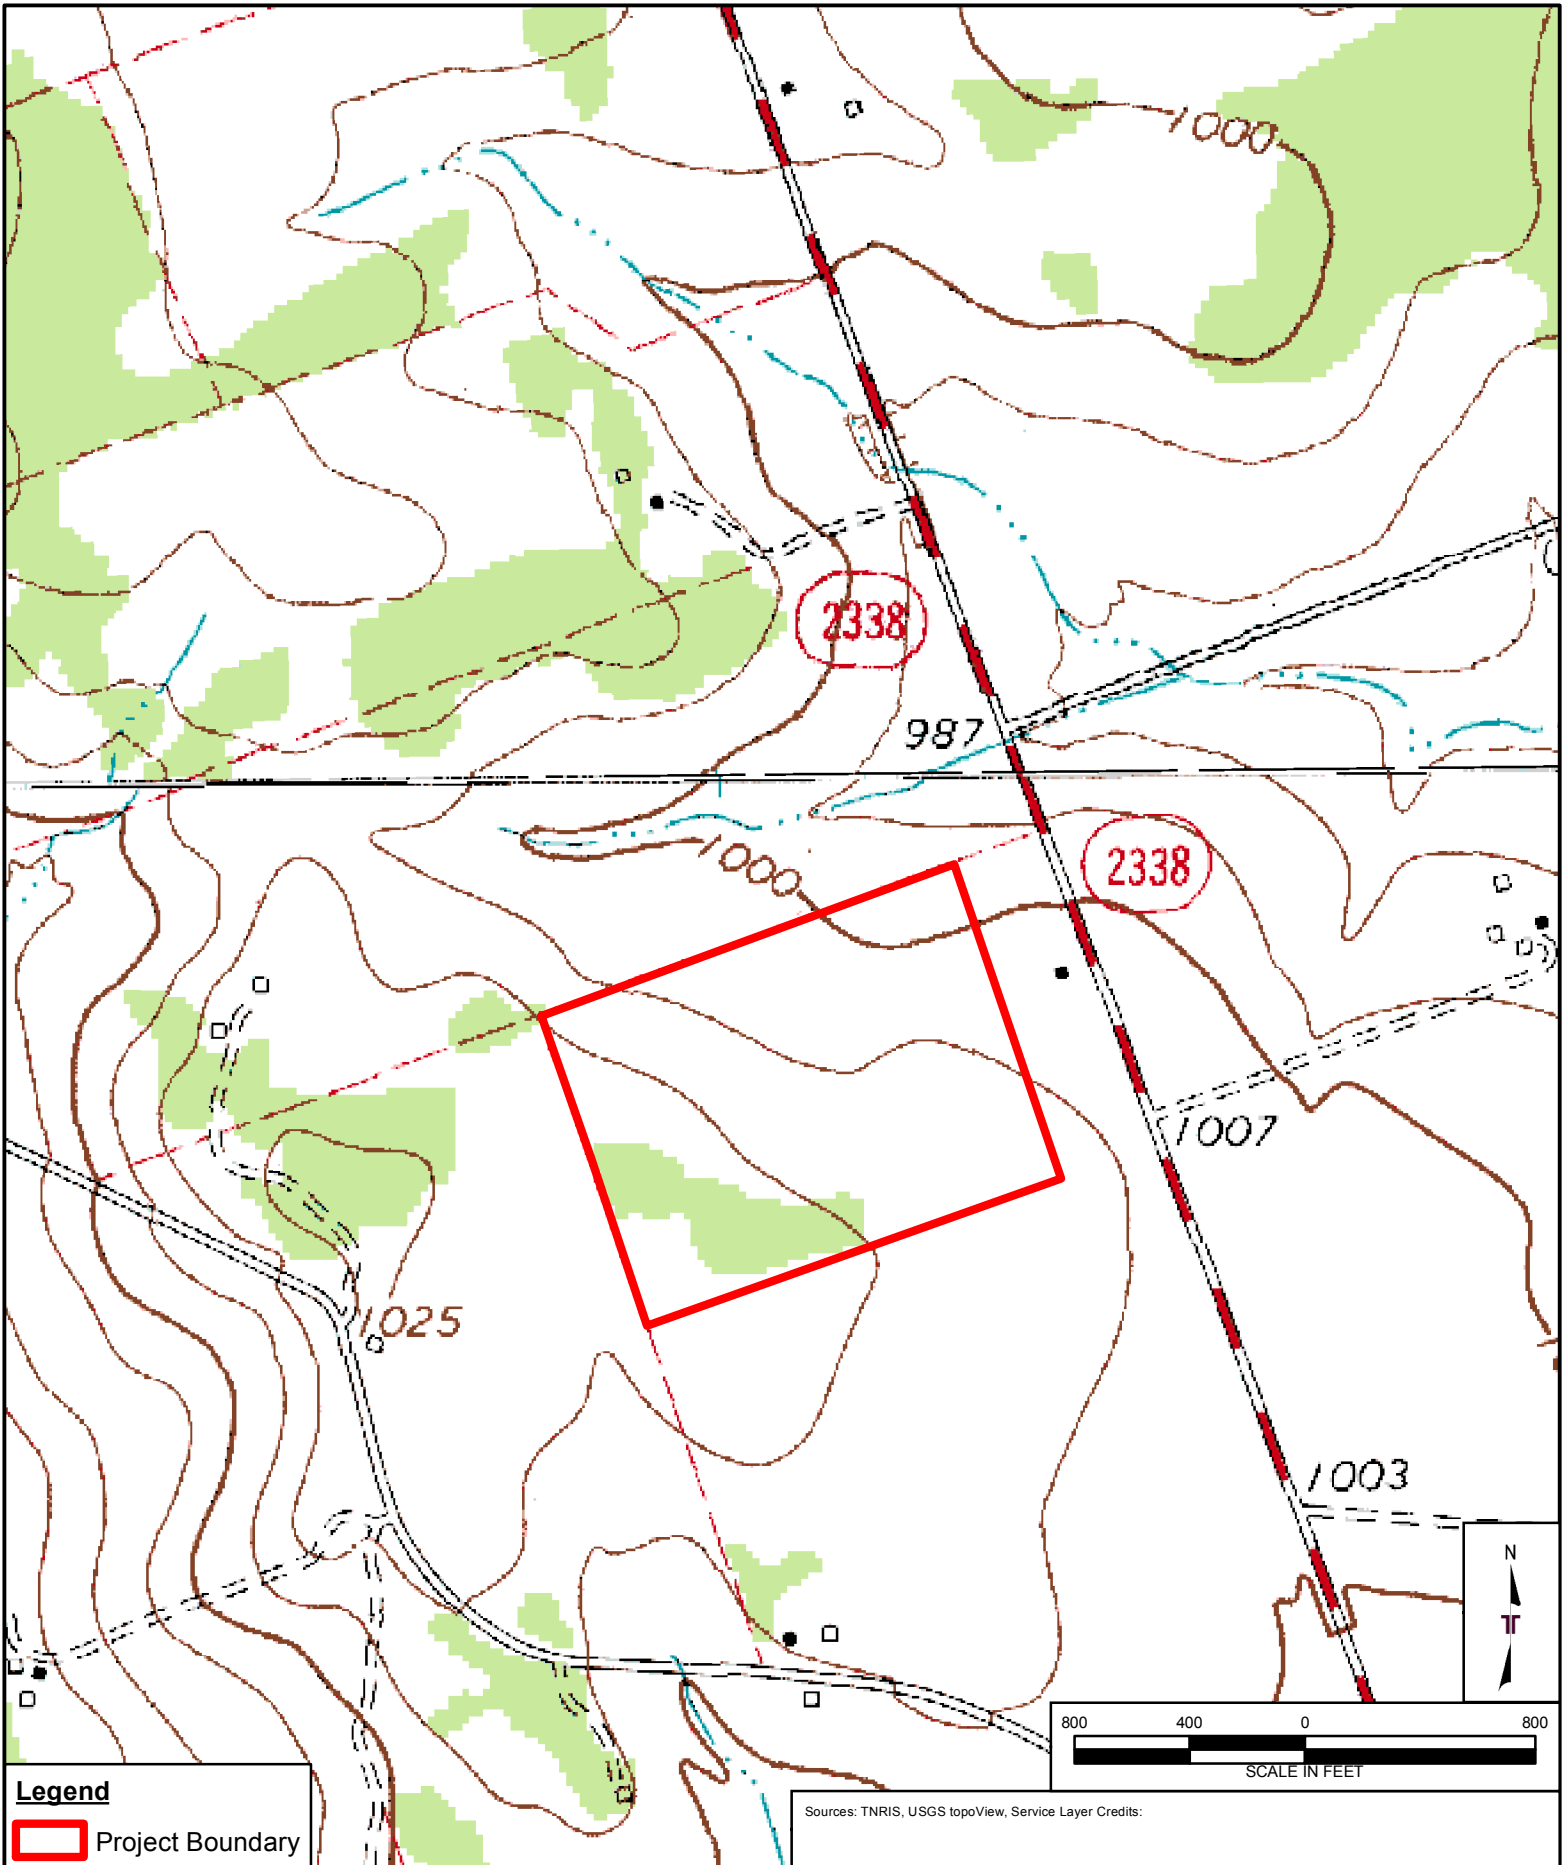 1000
2338
987
2338
1000
1007
1025
1003
N
800 400 0 800
SCALE IN FEET
Legend
Project Boundary
Sources: TNRIS, USGS topoView, Service Layer Credits: